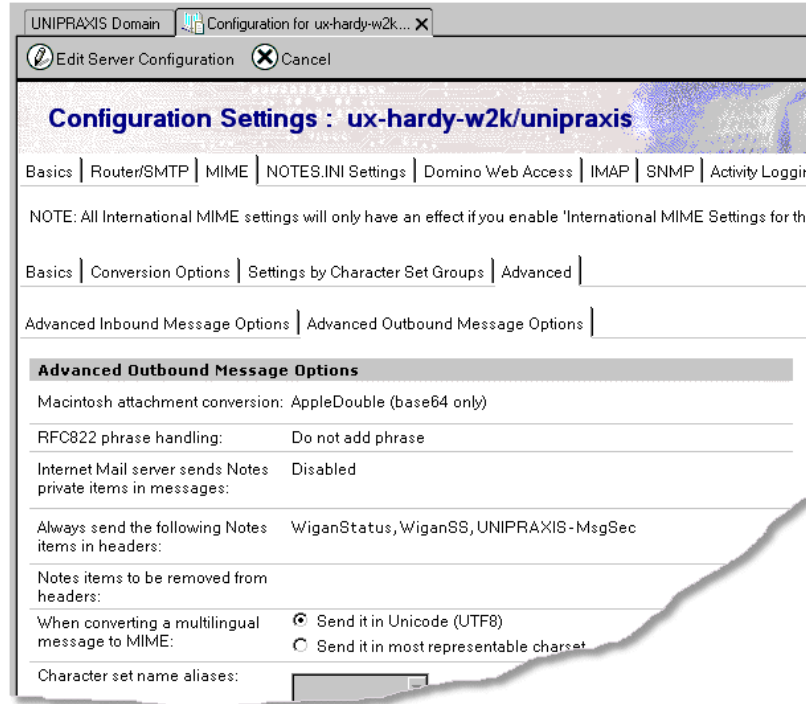 UNIPRAXIS Domain Configuration for ux-hardy-w2k...
Edit Server Configuration Cancel
Configuration Settings : ux-hardy-w2k/unipraxis
Basics Router/SMTP MIME NOTES.INI Settings Domino Web Access IMAP SNMP Activity Loggin
NOTE: All International MIME settings will only have an effect if you enable 'International MIME Settings for th
Basics Conversion Options Settings by Character Set Groups Advanced
Advanced Inbound Message Options Advanced Outbound Message Options
Advanced Outbound Message Options
Macintosh attachment conversion: AppleDouble (base64 only)
RFC822 phrase handling: Do not add phrase
Internet Mail server sends Notes Disabled
private items in messages:
Always send the following Notes WiganStatus,WiganSS,UNIPRAXIS-MsgSec
items in headers:
Notes items to be removed from
headers:
When converting a multilingual Send it in Unicode (UTF8)
message to MIME: Send it in most representable charset
Character set name aliases: